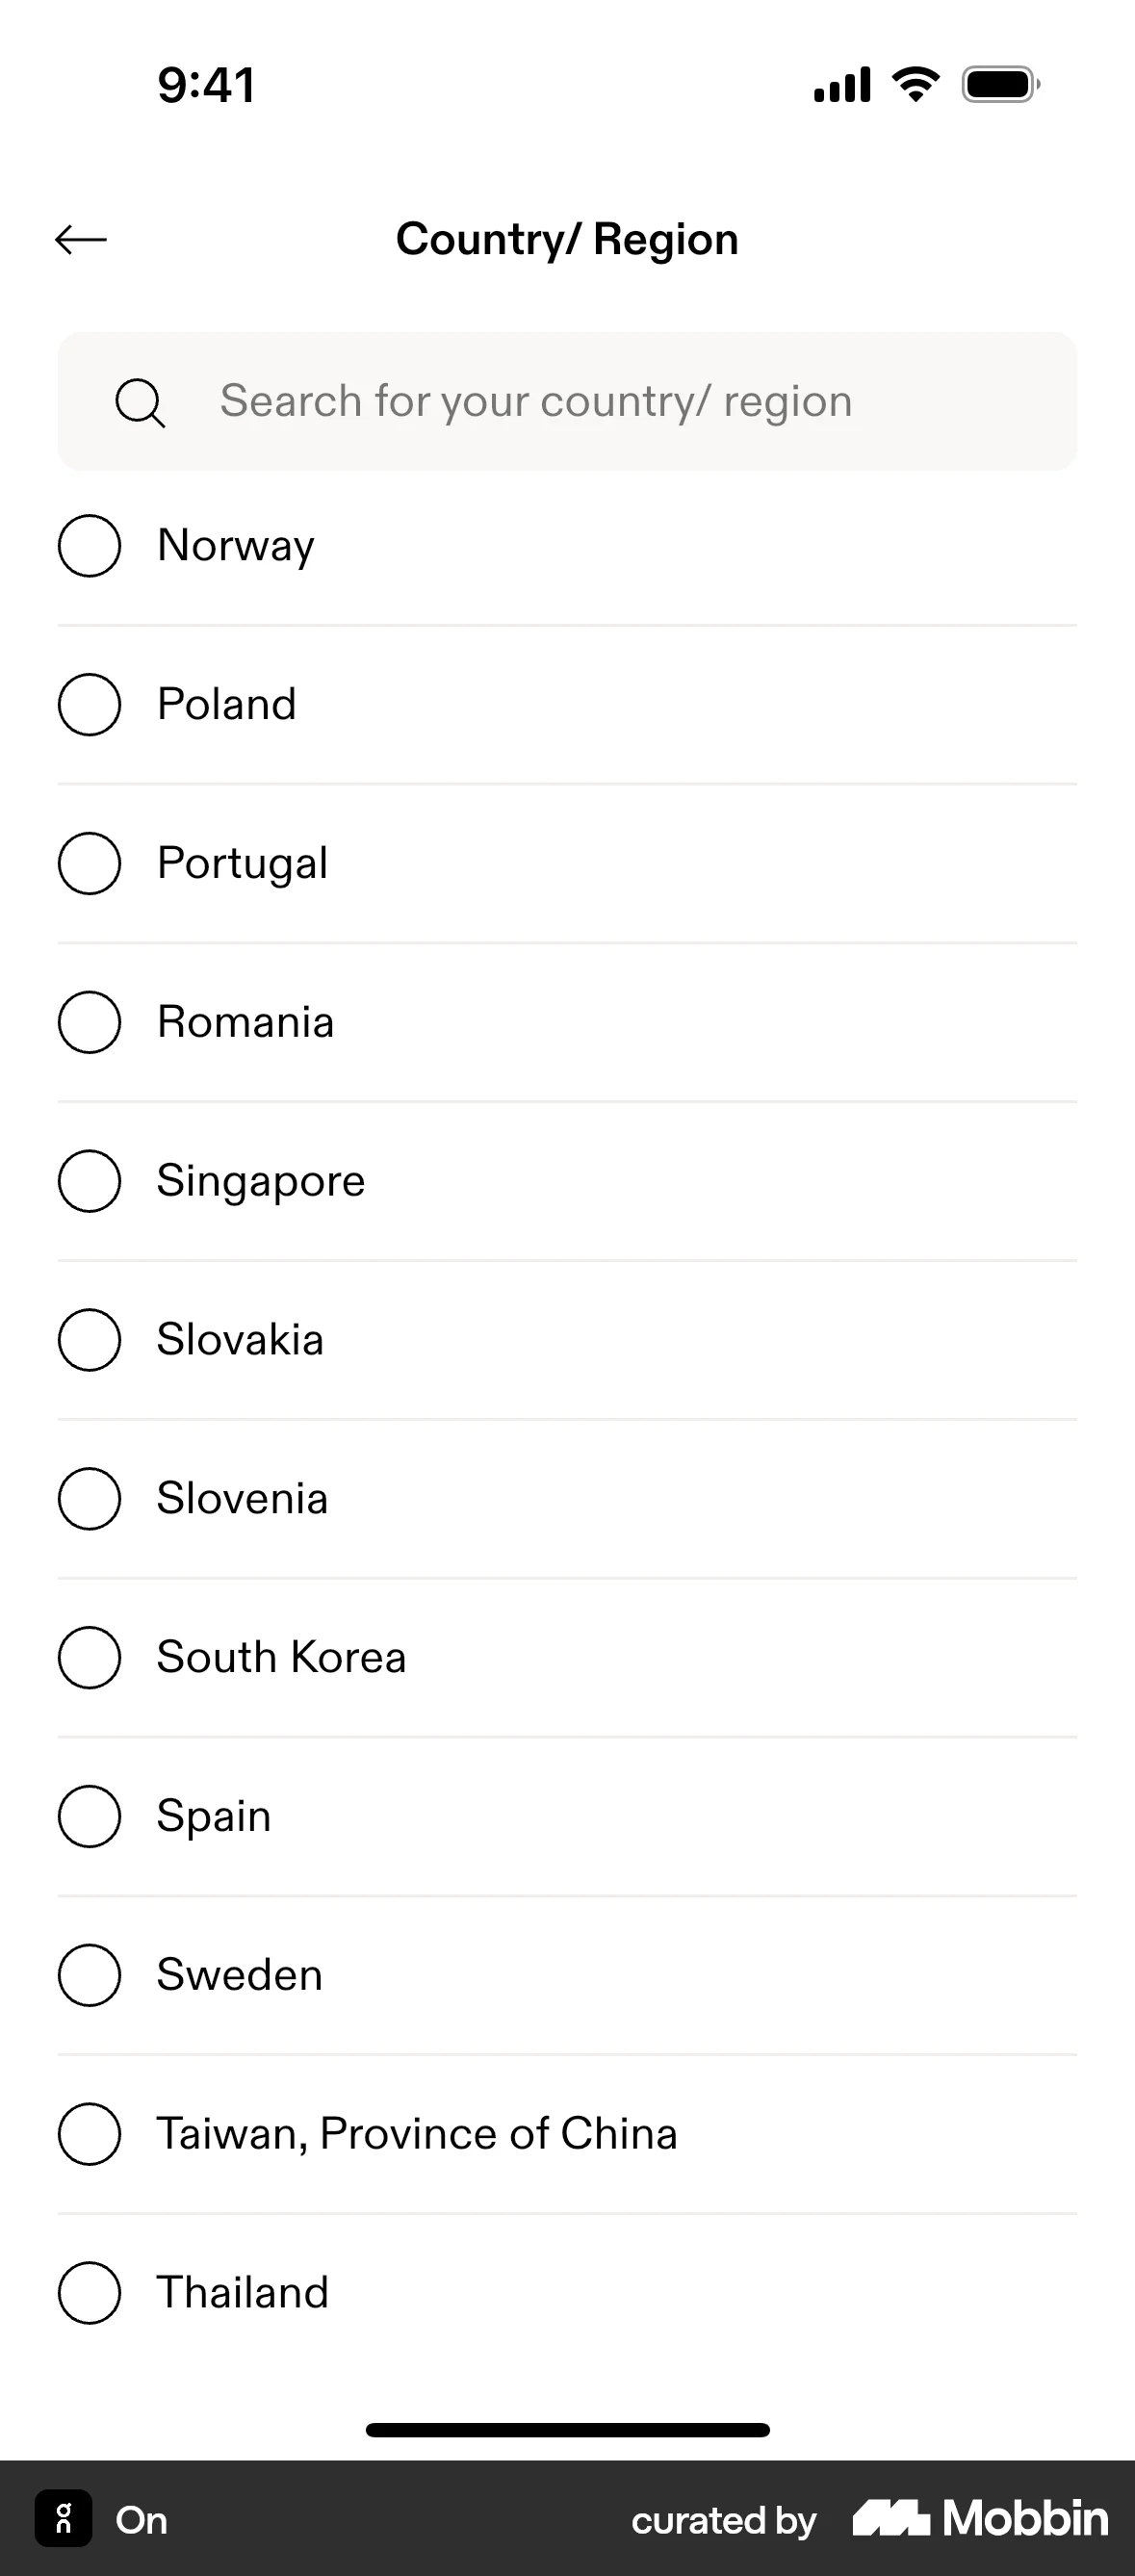 9:41
Country/ Region
Search for your country/ region
Norway
Poland
Portugal
Romania
Singapore
Slovakia
Slovenia
South Korea
Spain
Sweden
Taiwan, Province of China
Thailand
On
curated by Mobbin